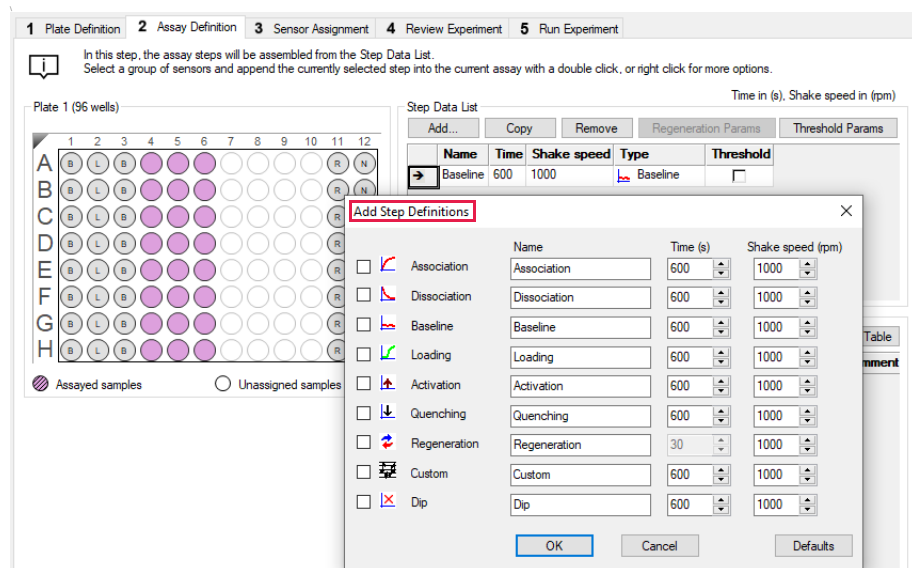 1 Plate Definition 2 Assay Definition 3 Sensor Assignment 4 Review Experiment 5 Run Experiment
In this step, the assay steps will be assembled from the Step Data List.
Select a group of sensors and append the currently selected step into the current assay with a double click, or right click for more options.
Time in (s), Shake speed in (rpm)
Plate 1 (96 wells)
1 2 3 4 5 6 7 8 9 10 11 12
A B L B R N
B B L B R N
C B L B R
D B L B
E B L B R
F B L B R
G B L B R
H B L B R
Assayed samples Unassigned samples
Step Data List
Add... Copy Remove Regeneration Params Threshold Params
Name Time Shake speed Type Threshold
Baseline 600 1000 Baseline
Add Step Definitions
Name Time (s) Shake speed (rpm)
Association Association 600 1000
Dissociation Dissociation 600 1000
Baseline Baseline 600 1000
Loading Loading 600 1000
Activation Activation 600 1000
Quenching Quenching 600 1000
Regeneration Regeneration 30 1000
Custom Custom 600 1000
Dip Dip 600 1000
OK Cancel Defaults
Table